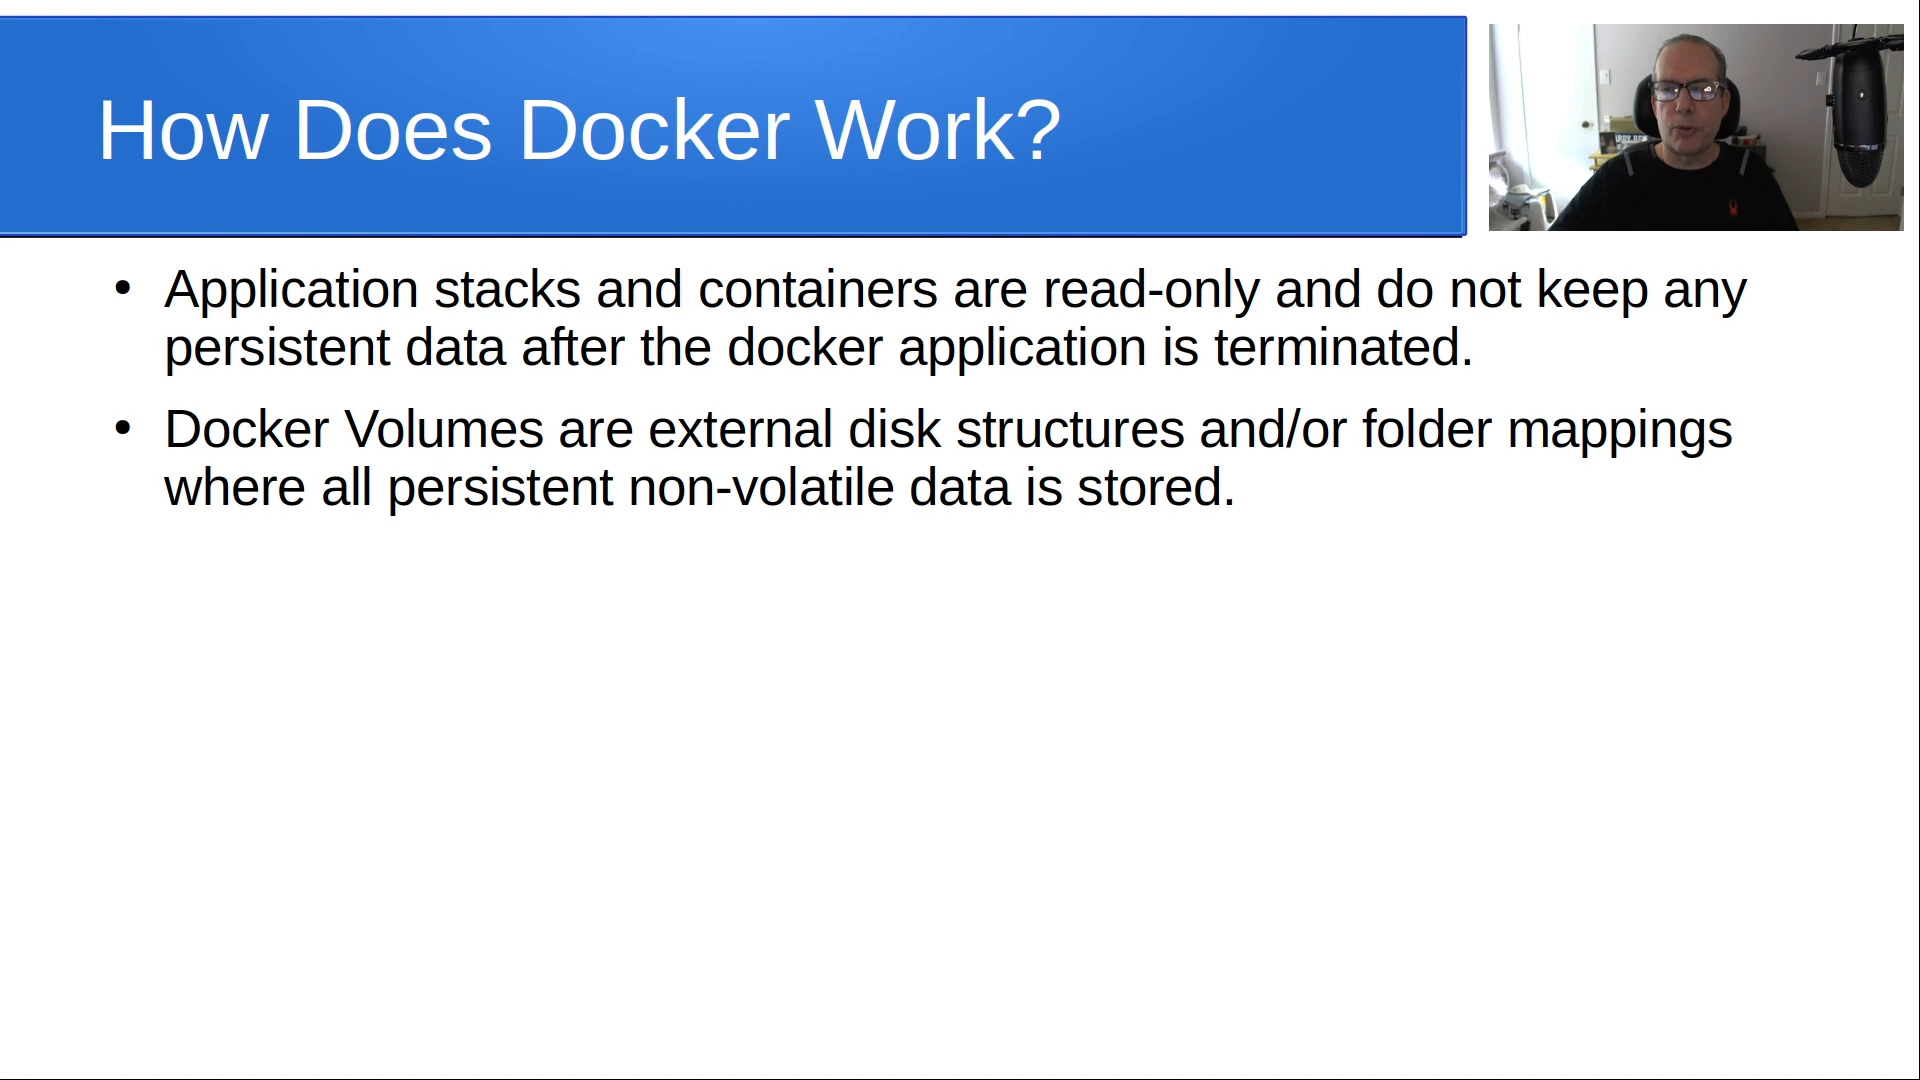 How Does Docker Work?
• Application stacks and containers are read-only and do not keep any
persistent data after the docker application is terminated.
• Docker Volumes are external disk structures and/or folder mappings
where all persistent non-volatile data is stored.